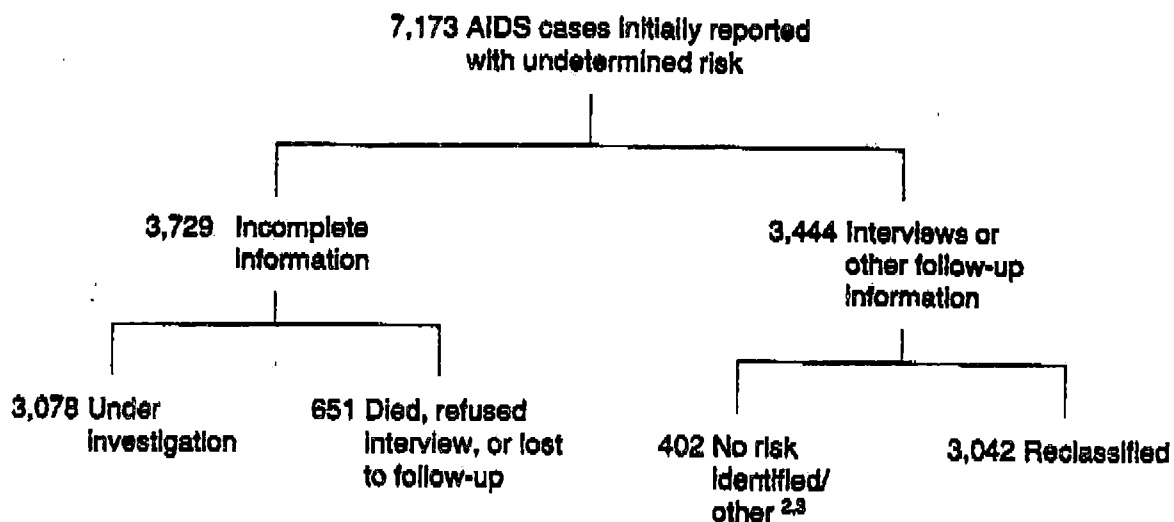 7,173 AIDS cases initially reported
with undetermined risk
3,729 Incomplete
information
3,444 Interviews or
other follow-up
information
3,078 Under
investigation
651 Died, refused
interview, or lost
to follow-up
402 No risk
identified/
other 2,3
3,042 Reclassified